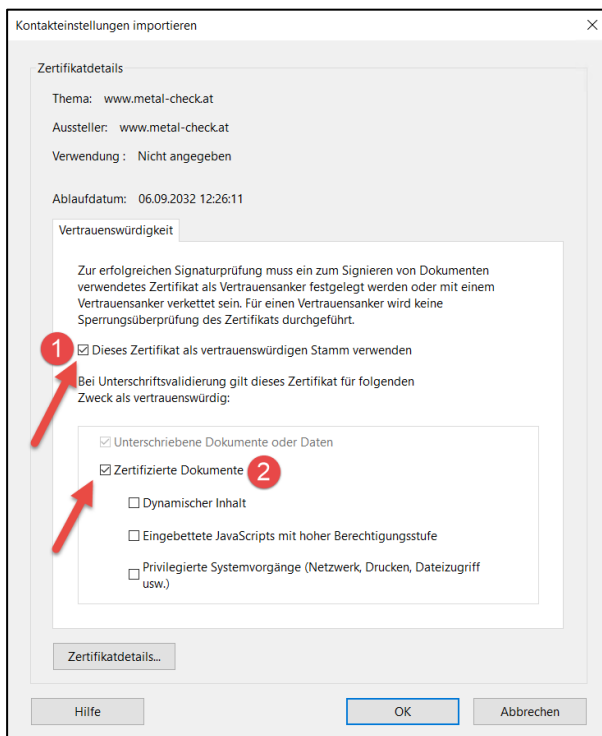 Kontakteinstellungen importieren
Zertifikatdetails
Thema: www.metal-check.at
Aussteller: www.metal-check.at
Verwendung : Nicht angegeben
Ablaufdatum: 06.09.2032 12:26:11
Vertrauenswürdigkeit
Zur erfolgreichen Signaturprüfung muss ein zum Signieren von Dokumenten
verwendetes Zertifikat als Vertrauensanker festgelegt werden oder mit einem
Vertrauensanker verkettet sein. Für einen Vertrauensanker wird keine
Sperrungsüberprüfung des Zertifikats durchgeführt.
1 Dieses Zertifikat als vertrauenswürdigen Stamm verwenden
Bei Unterschriftsvalidierung gilt dieses Zertifikat für folgenden
Zweck als vertrauenswürdig:
Unterschriebene Dokumente oder Daten
Zertifizierte Dokumente 2
Dynamischer Inhalt
Eingebettete JavaScripts mit hoher Berechtigungsstufe
Privilegierte Systemvorgänge (Netzwerk, Drucken, Dateizugriff
usw.)
Zertifikatdetails...
Hilfe OK Abbrechen